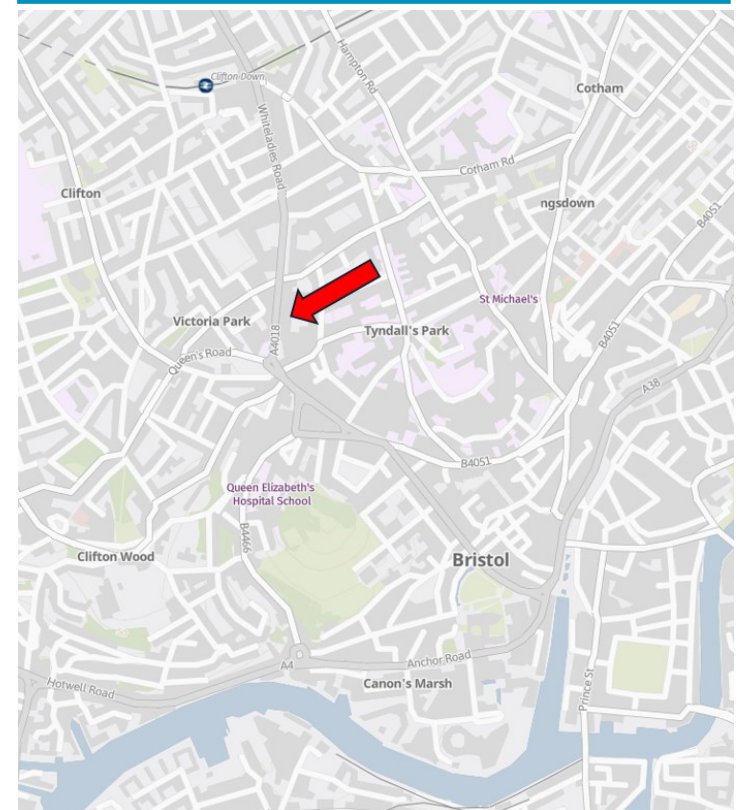 Clifton-Down
Hampton Rd
Cotham
Whiteladies Road
Cotham Rd
Clifton
ngsdown
B4051
St Michael's
Victoria Park
Tyndall's Park
A4018
B4051
Queen's Road
A38
B4051
Queen Elizabeth's
Hospital School
B4466
Clifton Wood
Bristol
A4
Anchor Road
Canon's Marsh
Hotwell Road
Prince St